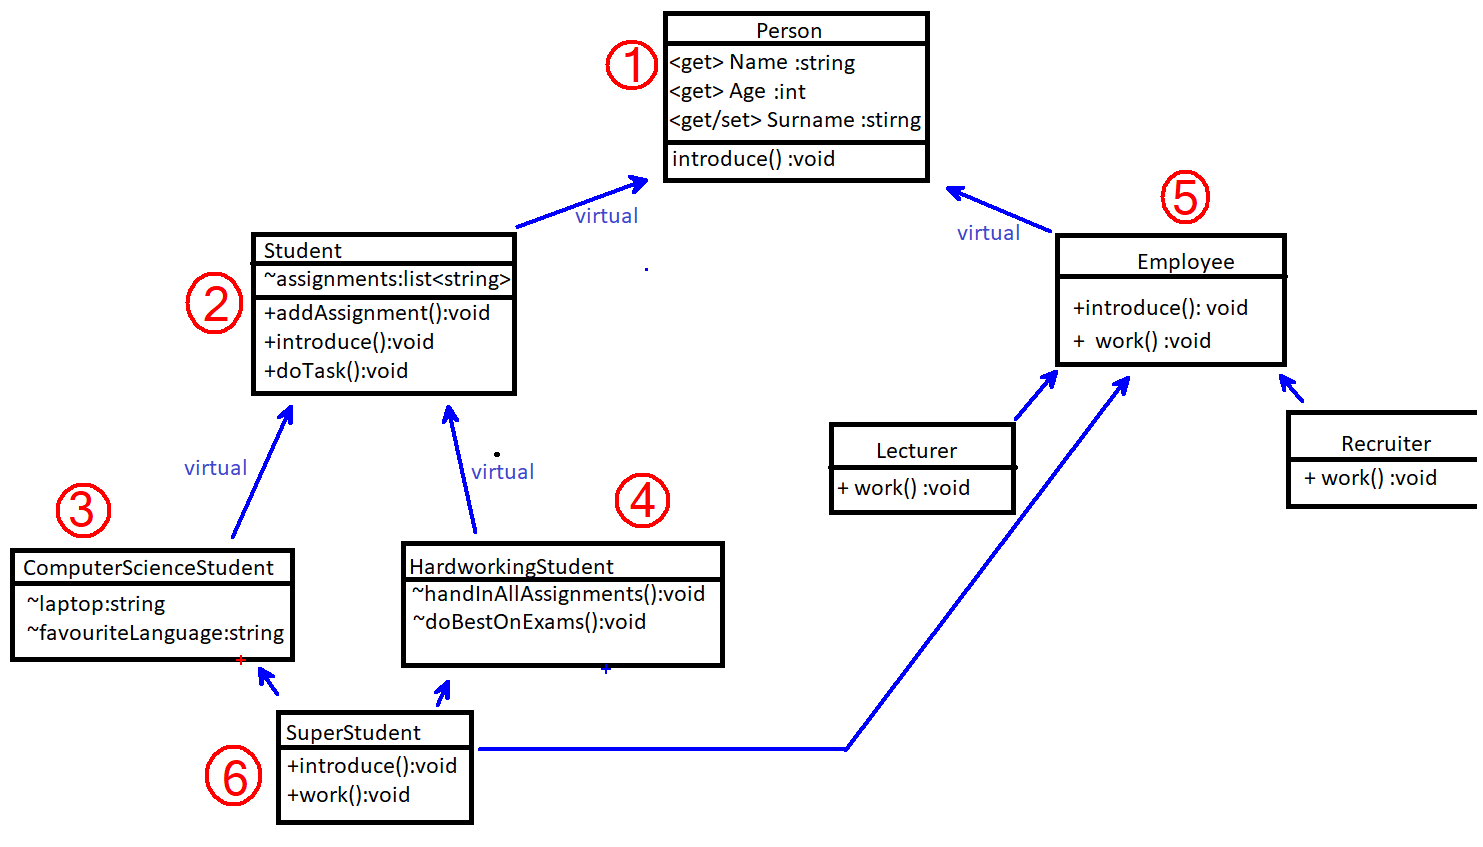 Person
1
<get> Name :string
<get> Age :int
<get/set> Surname :stirng
introduce() :void
virtual
virtual
5
Student
~assignments:list<string>
2
+addAssignment():void
+introduce():void
+doTask():void
Employee
+introduce(): void
+ work() :void
virtual
virtual
Lecturer
+ work() :void
Recruiter
+ work() :void
3
4
ComputerScienceStudent
~laptop:string
~favouriteLanguage:string
HardworkingStudent
~handInAllAssignments():void
~doBestOnExams():void
SuperStudent
6
+introduce():void
+work():void